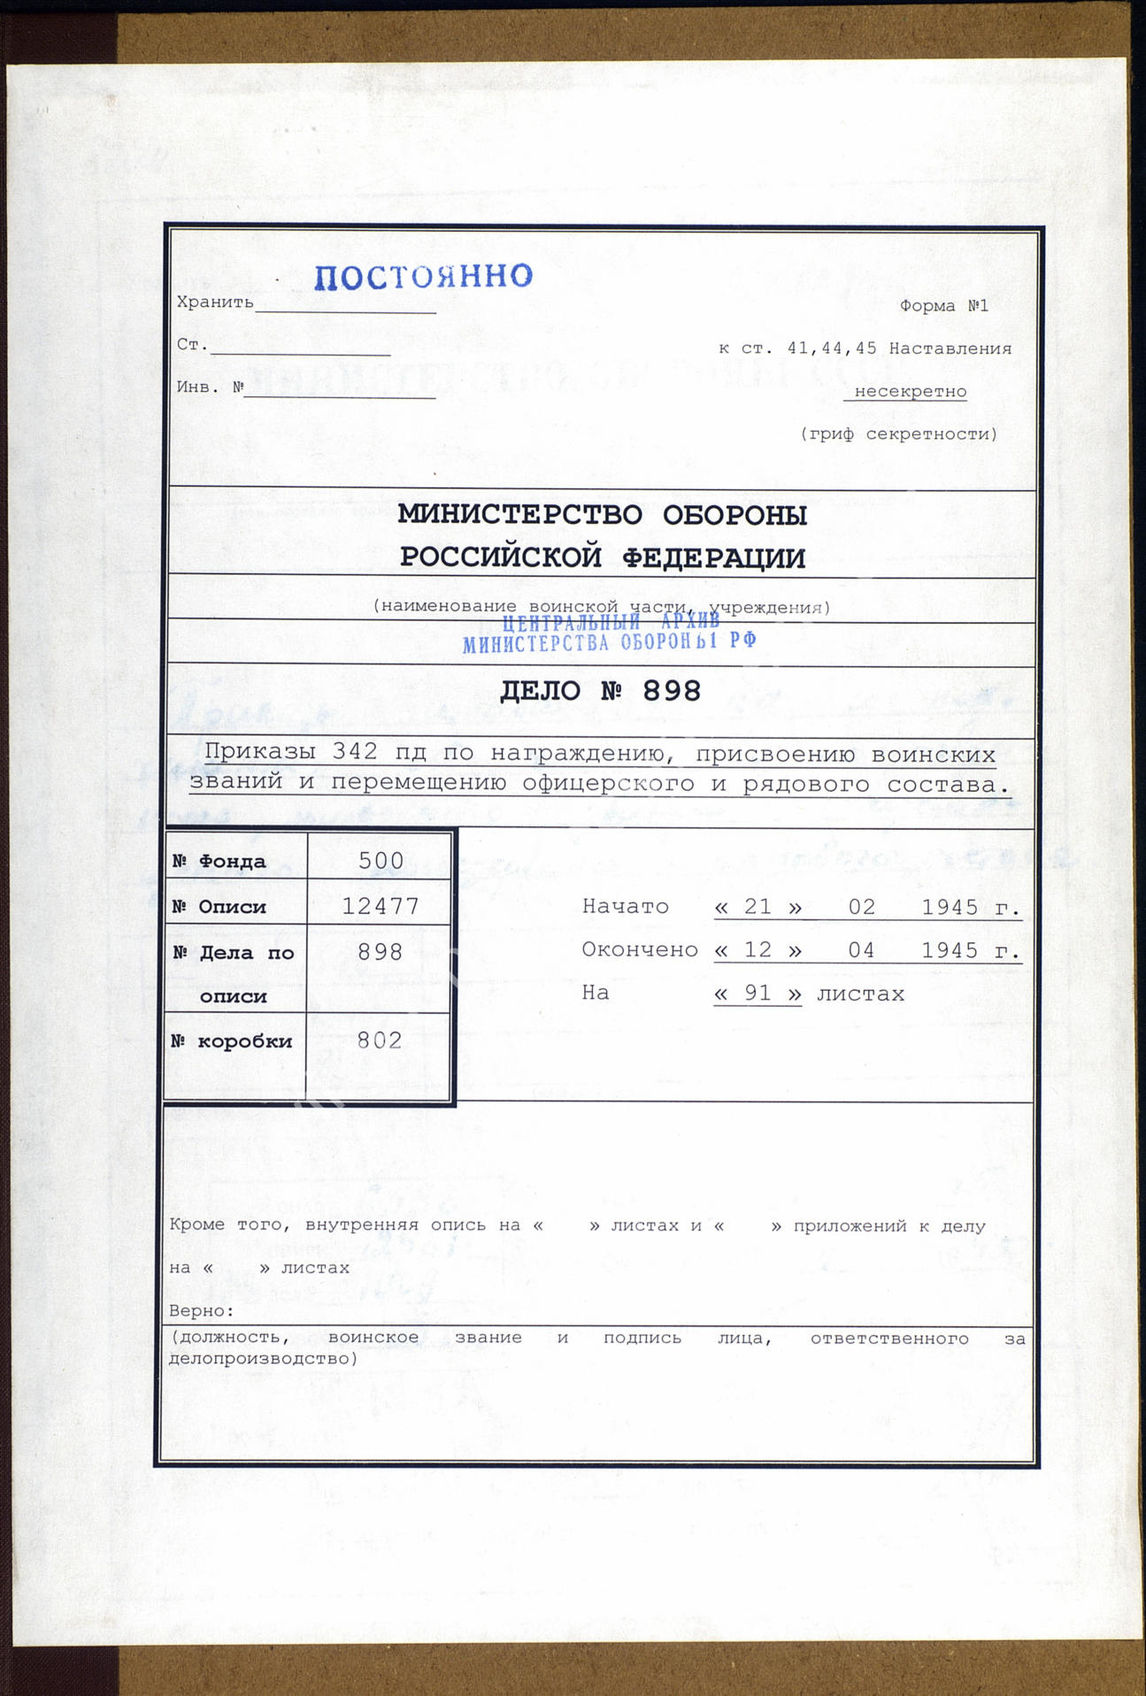 ПОСТОЯННО
Хранить
Форма №1
Ст.
к ст. 41,44,45 Наставления
Инв. №
несекретно
(гриф секретности)
МИНИСТЕРСТВО ОБОРОНЫ
РОССИЙСКОЙ ФЕДЕРАЦИИ
(наименование воинской части, учреждения)
ЦЕНТРАЛЬНЫЙ АРХИВ
МИНИСТЕРСТВА ОБОРОНЫ РФ
ДЕЛО № 898
Приказы 342 пд по награждению, присвоению воинских
званий и перемещению офицерского и рядового состава.
№ Фонда 500
№ Описи 12477
Начато « 21 » 02 1945 г.
№ Дела по 898
Окончено « 12 » 04 1945 г.
описи
На « 91 » листах
№ коробки 802
Кроме того, внутренняя опись на « » листах и « » приложений к делу
на « » листах
Верно:
(должность, воинское звание и подпись лица, ответственного за
делопроизводство)